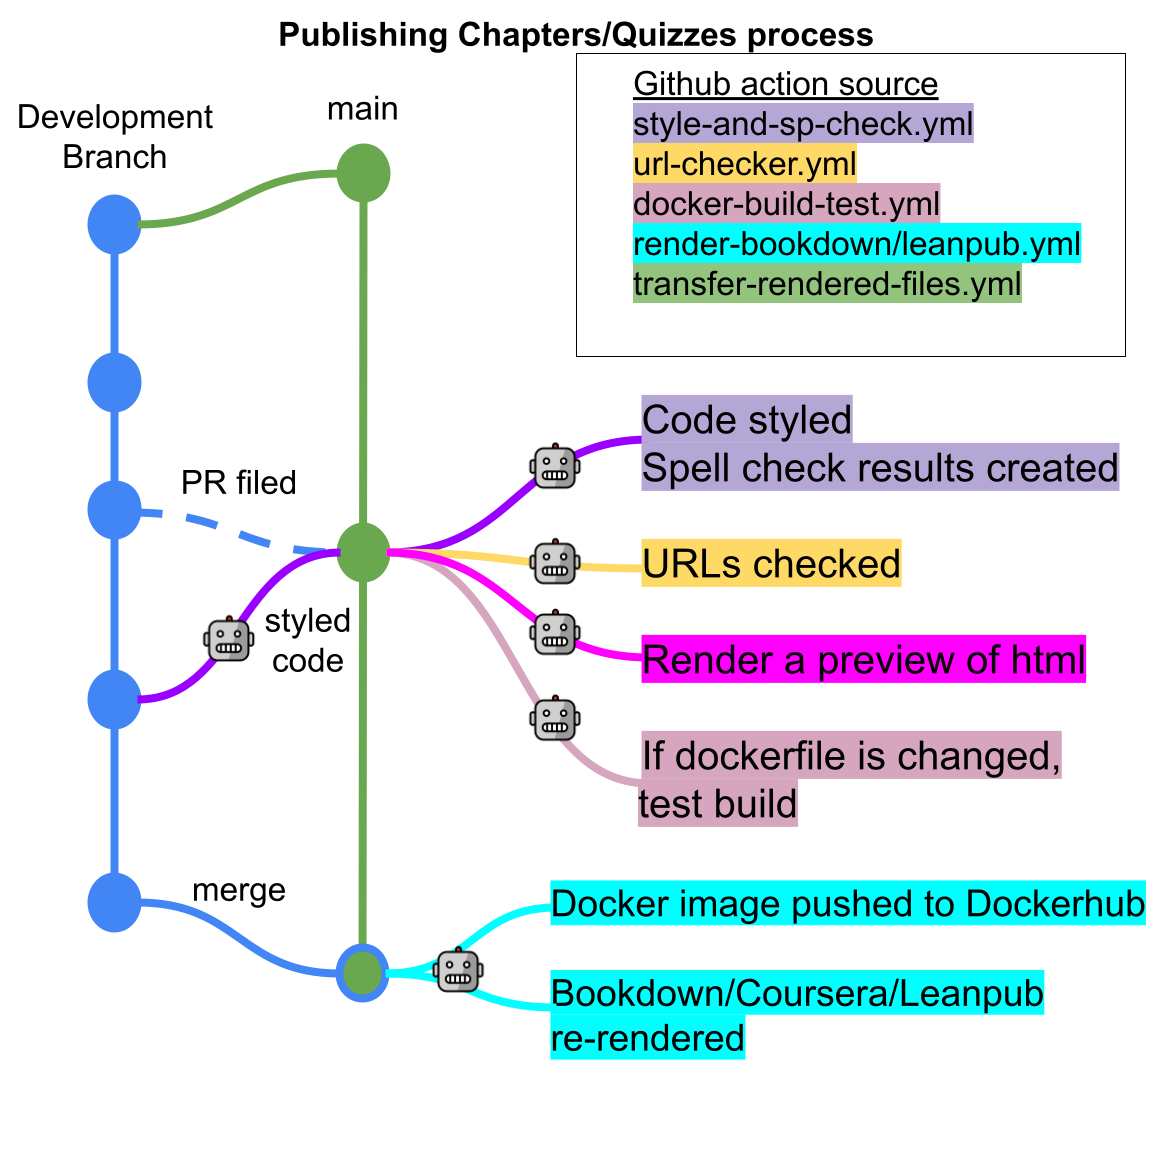 Publishing Chapters/Quizzes process
Github action source
style-and-sp-check.yml
url-checker.yml
docker-build-test.yml
render-bookdown/leanpub.yml
transfer-rendered-files.yml
Development
Branch
main
Code styled
Spell check results created
PR filed
URLs checked
styled
code
Render a preview of html
If dockerfile is changed,
test build
merge
Docker image pushed to Dockerhub
Bookdown/Coursera/Leanpub
re-rendered